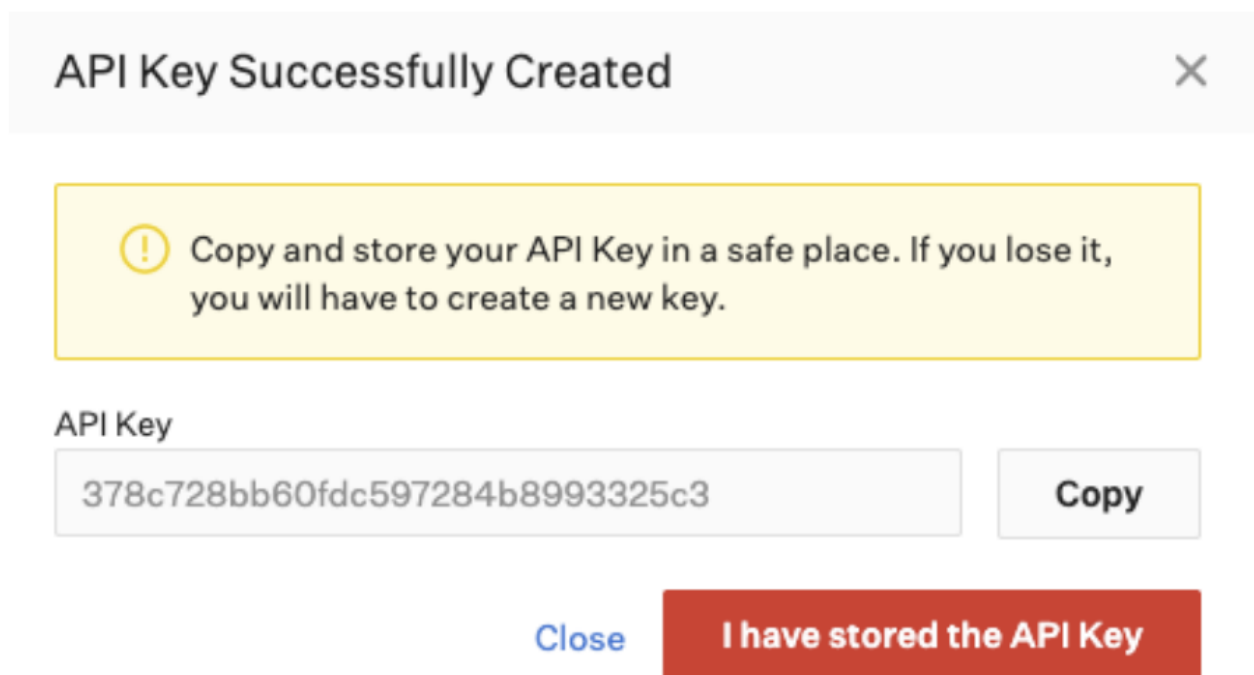 API Key Successfully Created
Copy and store your API Key in a safe place. If you lose it,
you will have to create a new key.
API Key
378c728bb60fdc597284b8993325c3
Copy
Close
I have stored the API Key